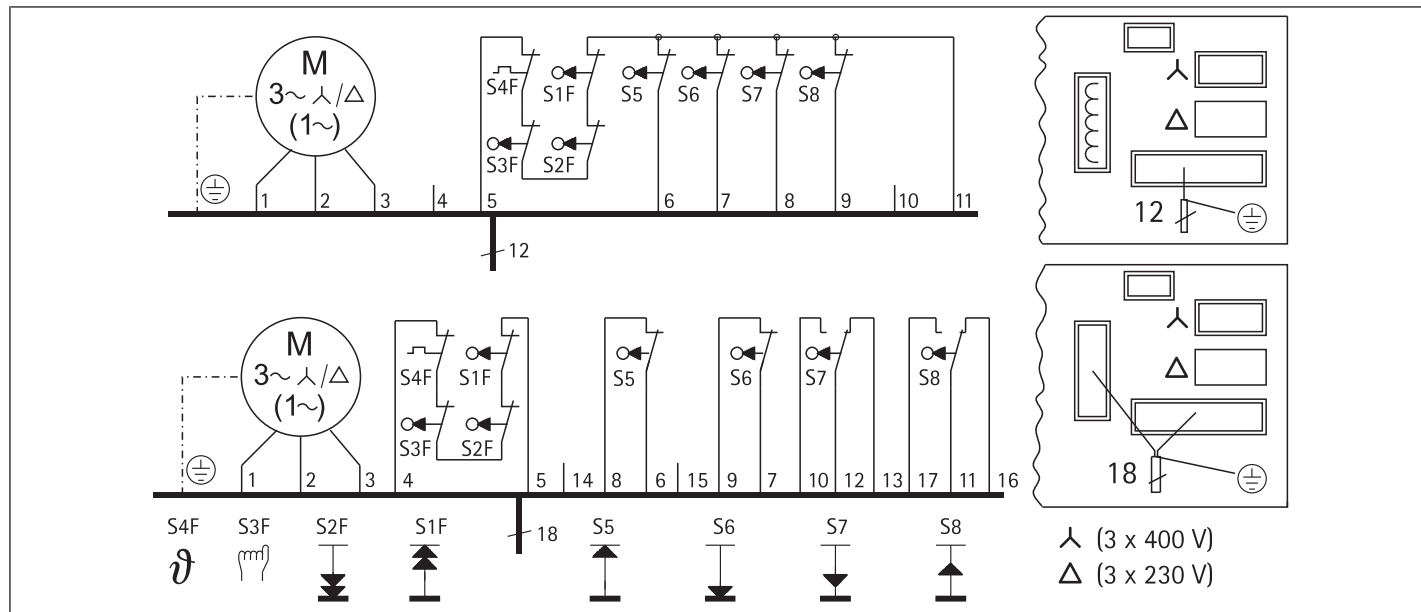 M
3~ 人/△
(1~)
S4F S1F S5 S6 S7 S8
S3F S2F
1 2 3 4 5 6 7 8 9 10 11
12
△
12
M
3~ 人/△
(1~)
S4F S1F S5 S6 S7 S8
S3F S2F
1 2 3 4 5 14 8 6 15 9 7 10 12 13 17 11 16
18
△
18
S4F S3F S2F S1F S5 S6 S7 S8
ϑ
人 (3 x 400 V)
△ (3 x 230 V)